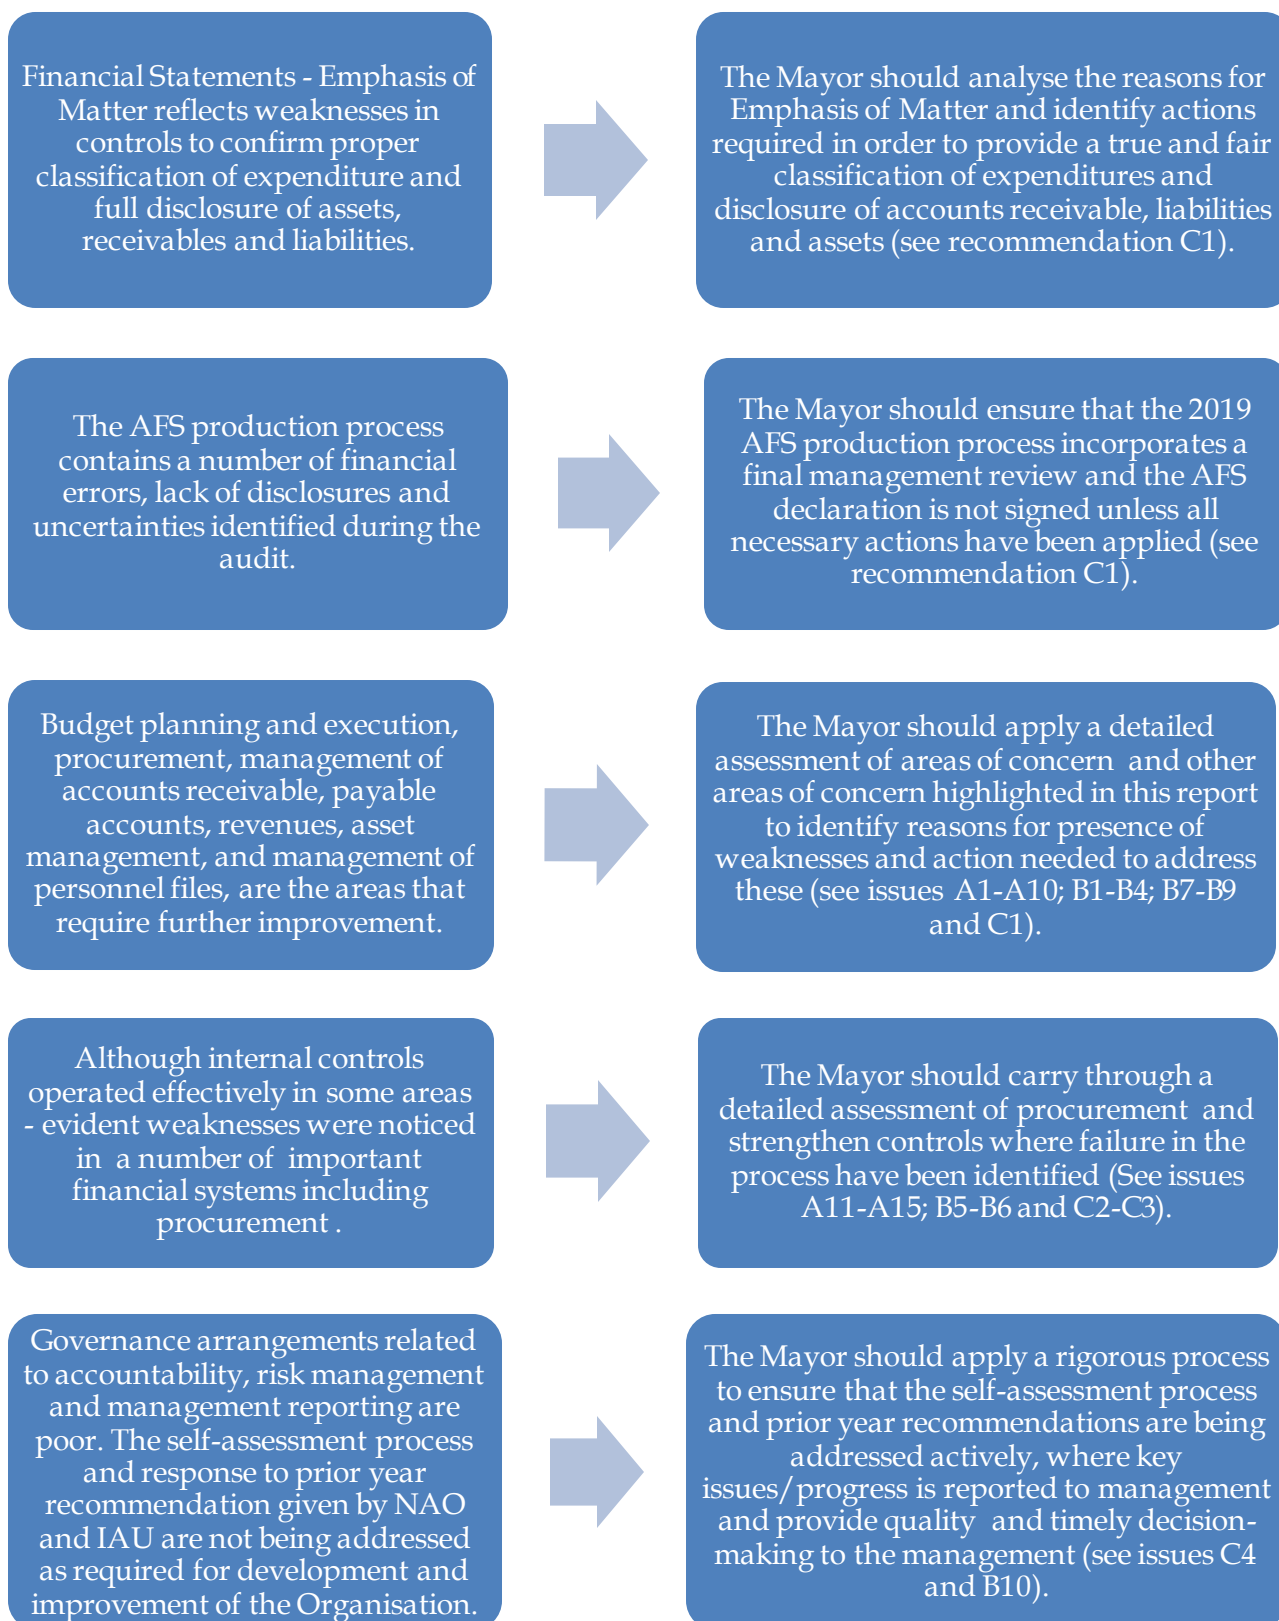 Financial Statements - Emphasis of
Matter reflects weaknesses in
controls to confirm proper
classification of expenditure and
full disclosure of assets,
receivables and liabilities.
The Mayor should analyse the reasons for
Emphasis of Matter and identify actions
required in order to provide a true and fair
classification of expenditures and
disclosure of accounts receivable, liabilities
and assets (see recommendation C1).
The AFS production process
contains a number of financial
errors, lack of disclosures and
uncertainties identified during the
audit.
The Mayor should ensure that the 2019
AFS production process incorporates a
final management review and the AFS
declaration is not signed unless all
necessary actions have been applied (see
recommendation C1).
Budget planning and execution,
procurement, management of
accounts receivable, payable
accounts, revenues, asset
management, and management of
personnel files, are the areas that
require further improvement.
The Mayor should apply a detailed
assessment of areas of concern and other
areas of concern highlighted in this report
to identify reasons for presence of
weaknesses and action needed to address
these (see issues A1-A10; B1-B4; B7-B9
and C1).
Although internal controls
operated effectively in some areas
- evident weaknesses were noticed
in a number of important
financial systems including
procurement .
The Mayor should carry through a
detailed assessment of procurement and
strengthen controls where failure in the
process have been identified (See issues
A11-A15; B5-B6 and C2-C3).
Governance arrangements related
to accountability, risk management
and management reporting are
poor. The self-assessment process
and response to prior year
recommendation given by NAO
and IAU are not being addressed
as required for development and
improvement of the Organisation.
The Mayor should apply a rigorous process
to ensure that the self-assessment process
and prior year recommendations are being
addressed actively, where key
issues/progress is reported to management
and provide quality and timely decision-
making to the management (see issues C4
and B10).